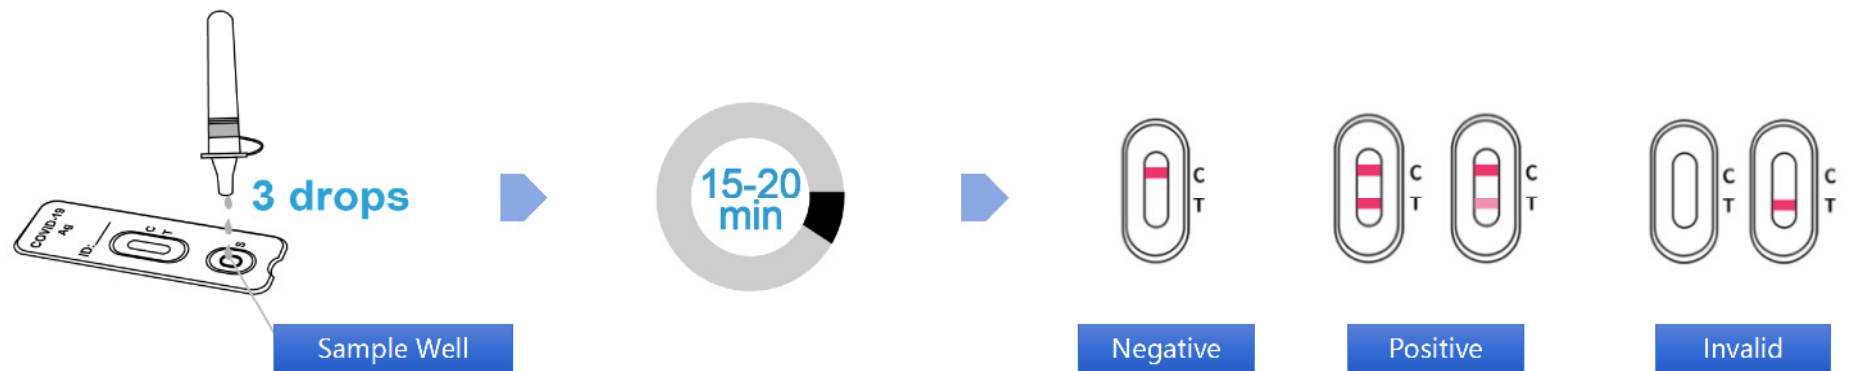 3 drops
COVID-19
Ag
ID:
C
T
S
Sample Well
15-20
min
C
T
Negative
C
T
C
T
Positive
C
T
C
T
Invalid